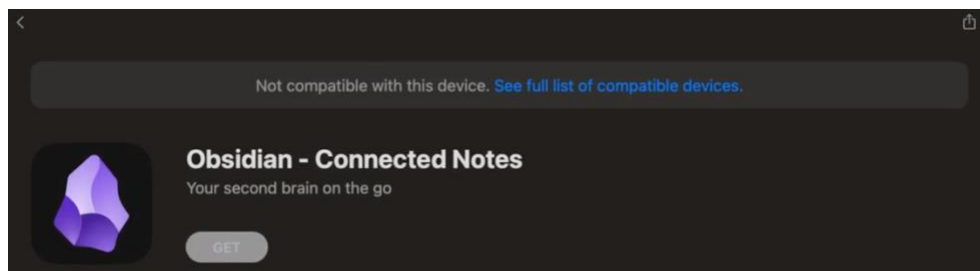 Not compatible with this device. See full list of compatible devices.
Obsidian - Connected Notes
Your second brain on the go
GET